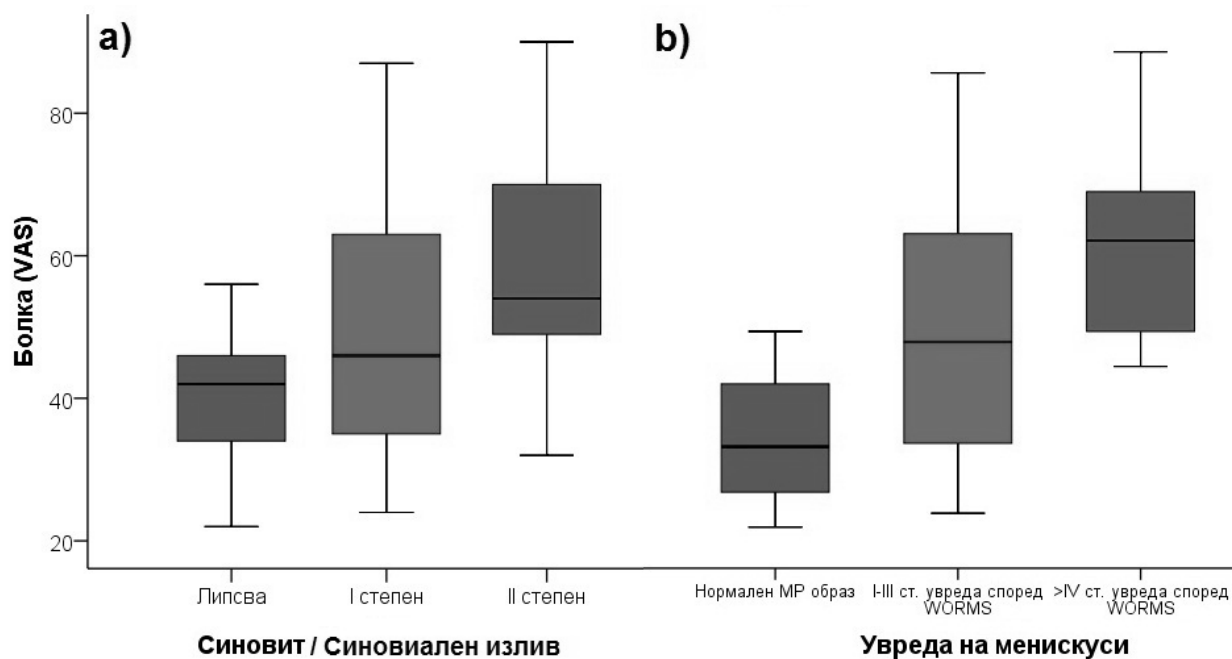 a)
b)
Болка (VAS)
80
60
40
20
Липсва
I степен
II степен
Синовит / Синовиален излив
Нормален МР образ
I-III ст. увреда според
WORMS
>IV ст. увреда според
WORMS
Увреда на менискуси